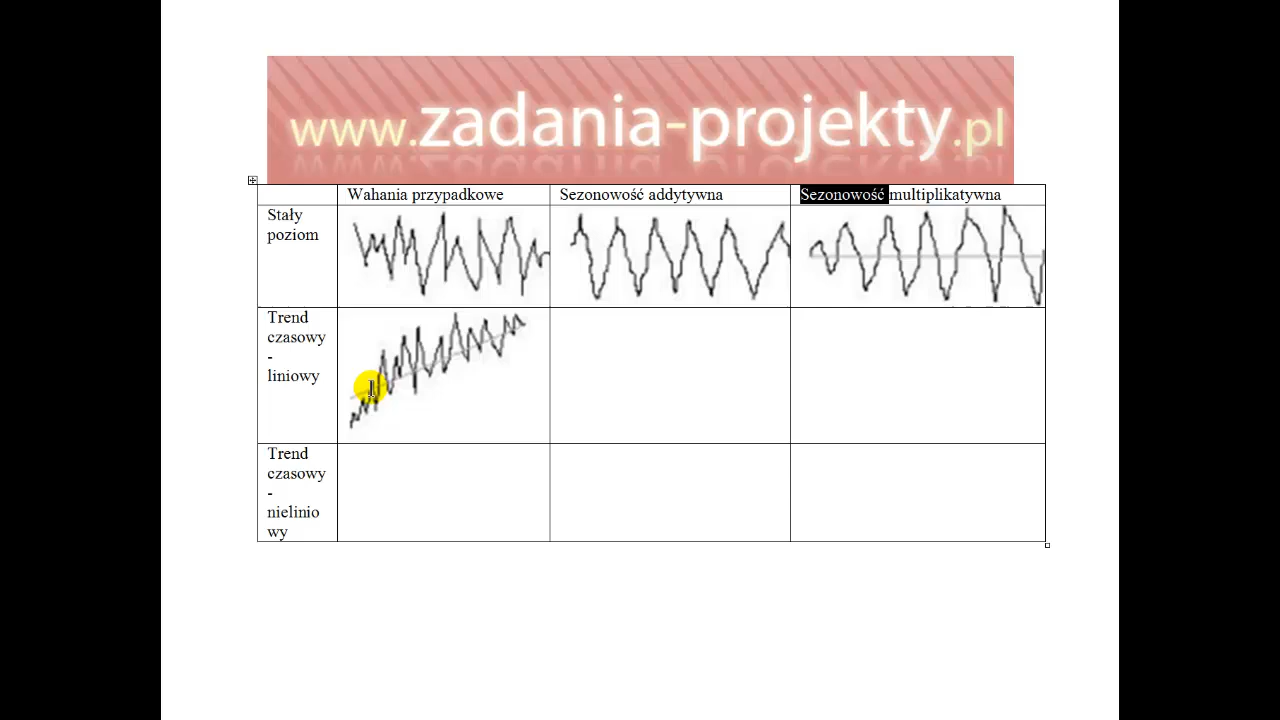 www.zadania-projekty.pl
Wahania przypadkowe
Sezonowość addytywna
Sezonowość multiplikatywna
Stały
poziom
Trend
czasowy
-
liniowy
Trend
czasowy
-
nielinio
wy